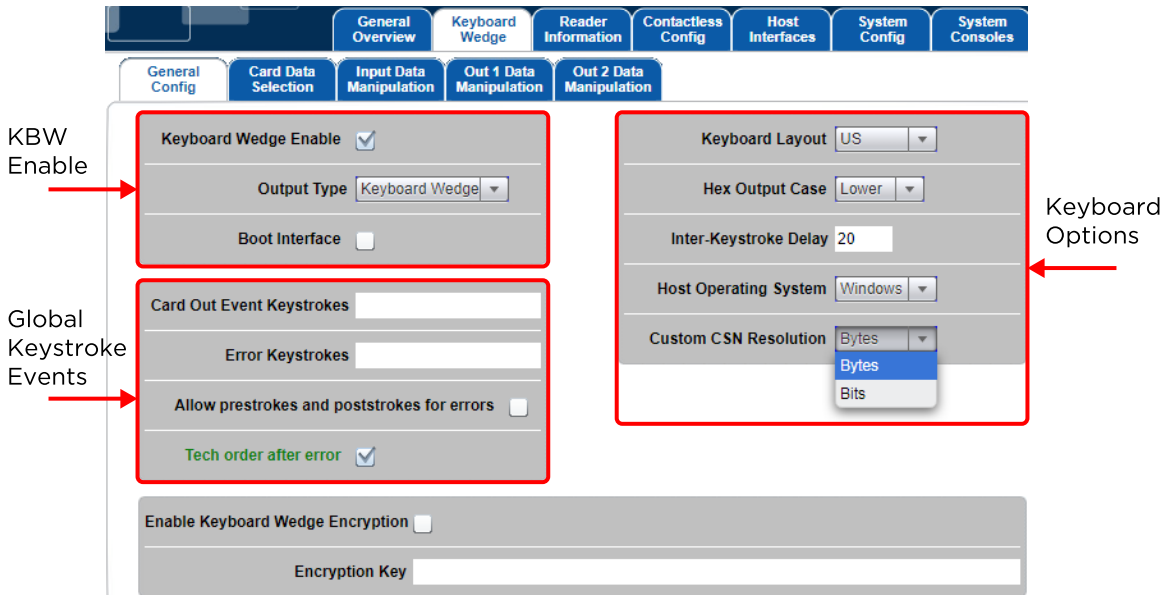 General
Overview
Keyboard
Wedge
Reader
Information
Contactless
Config
Host
Interfaces
System
Config
System
Consoles
General
Config
Card Data
Selection
Input Data
Manipulation
Out 1 Data
Manipulation
Out 2 Data
Manipulation
KBW
Enable
Keyboard Wedge Enable
Output Type Keyboard Wedge
Boot Interface
Global
Keystroke
Events
Card Out Event Keystrokes
Error Keystrokes
Allow prestrokes and poststrokes for errors
Tech order after error
Keyboard Layout US
Hex Output Case Lower
Inter-Keystroke Delay 20
Host Operating System Windows
Custom CSN Resolution Bytes
Bytes
Bits
Keyboard
Options
Enable Keyboard Wedge Encryption
Encryption Key